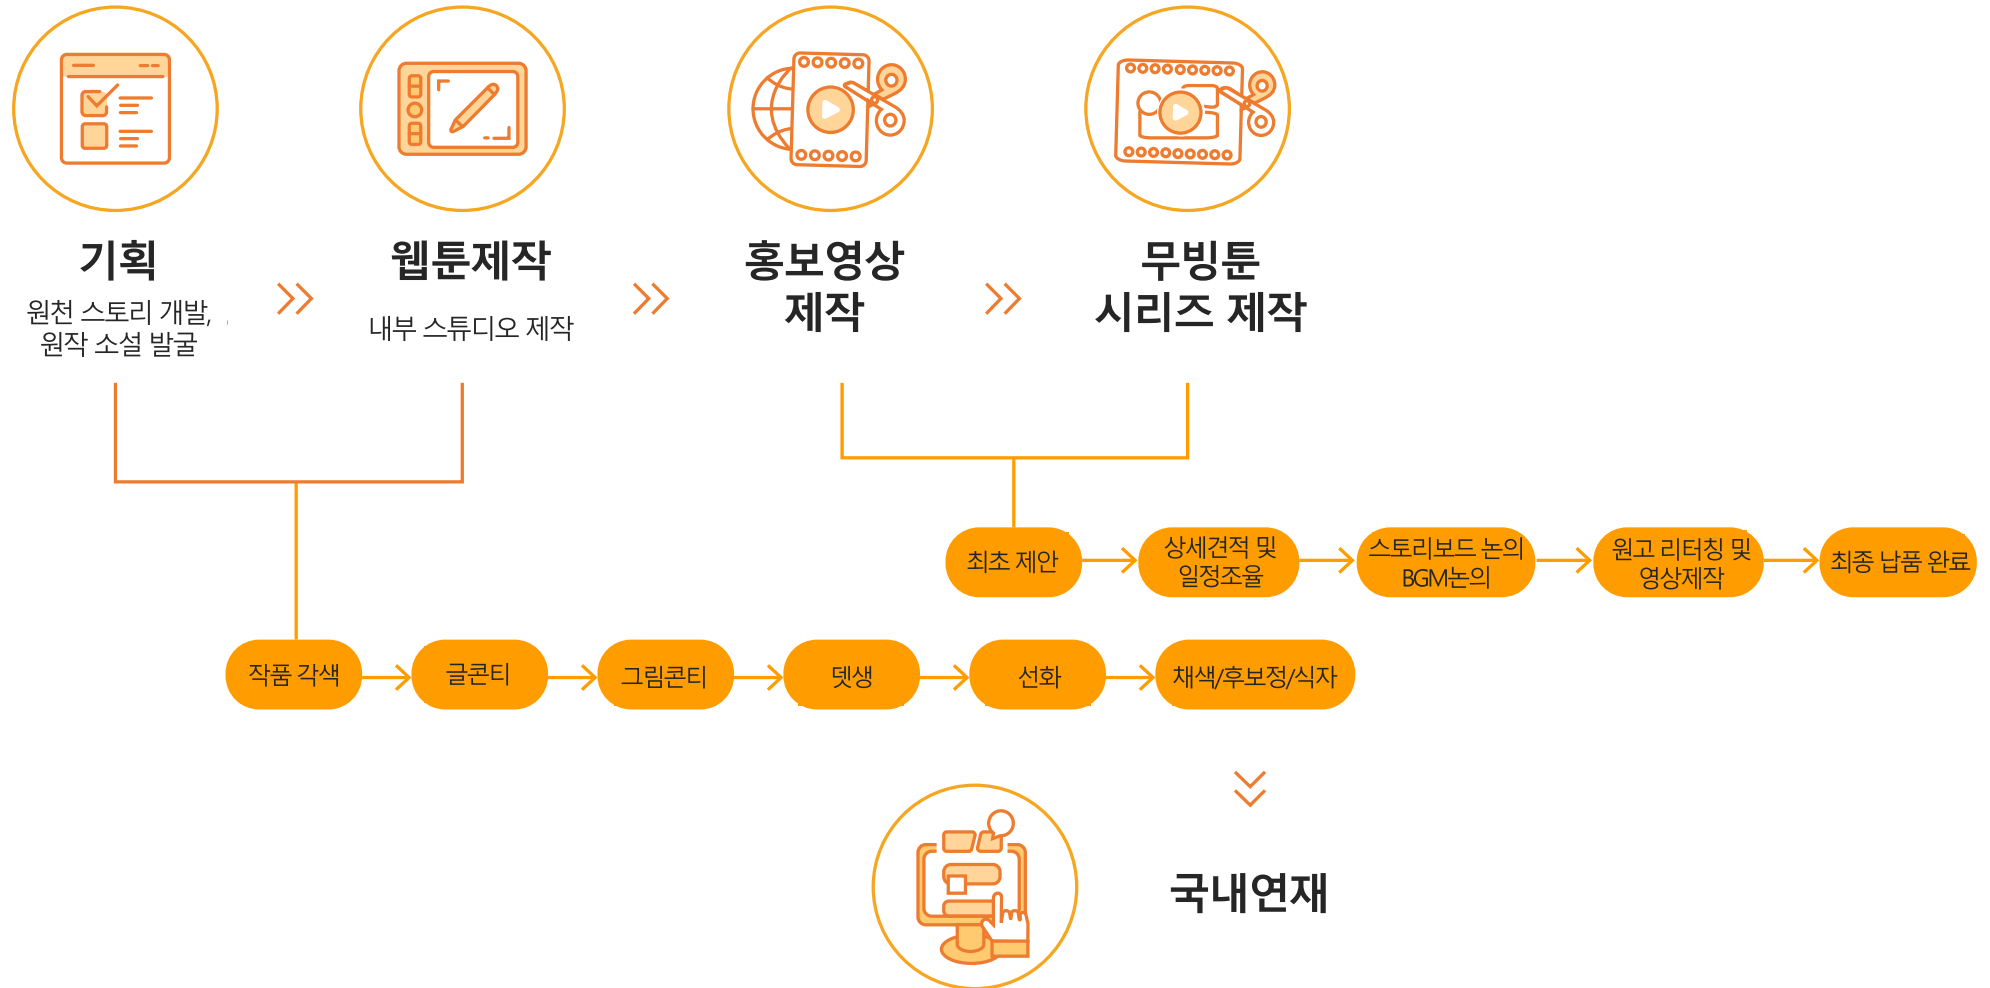 기획
원천 스토리 개발,
원작 소설 발굴
웹툰제작
내부 스튜디오 제작
홍보영상
제작
무빙툰
시리즈 제작
최초 제안
상세견적 및
일정조율
스토리보드 논의
BGM논의
원고 리터칭 및
영상제작
최종 납품 완료
작품 각색
글콘티
그림콘티
뎃생
선화
채색/후보정/식자
국내연재